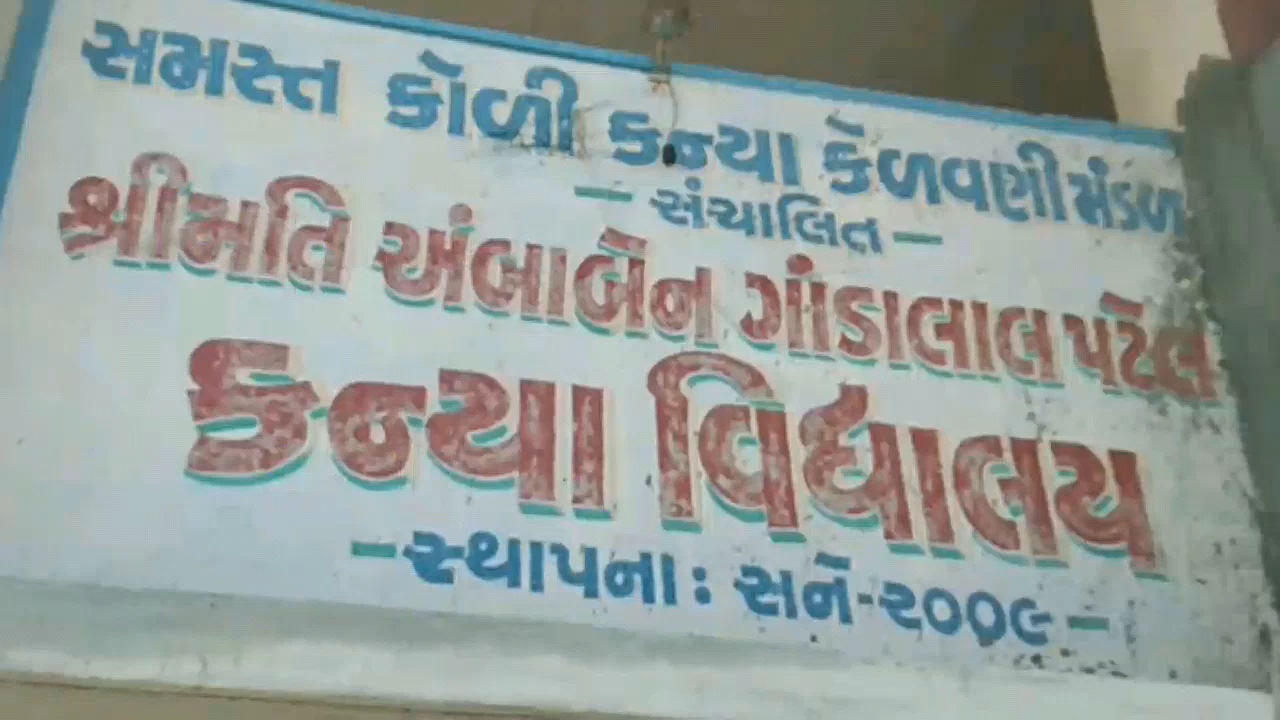 સમસ્ત કોળી કન્યા કેળવણી મંડળ
સંચાલિત
શ્રીમતિ અંબાબેન ગાંડાલાલ પટેલ
કન્યા વિદ્યાલય
સ્થાપના: સને-૨૦૦૯